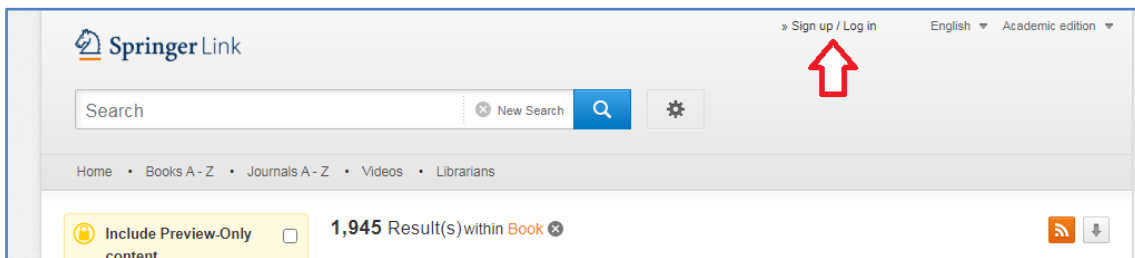 » Sign up / Log in English Academic edition
Springer Link
Search New Search
Home • Books A - Z • Journals A - Z • Videos • Librarians
Include Preview-Only
content
1,945 Result(s) within Book